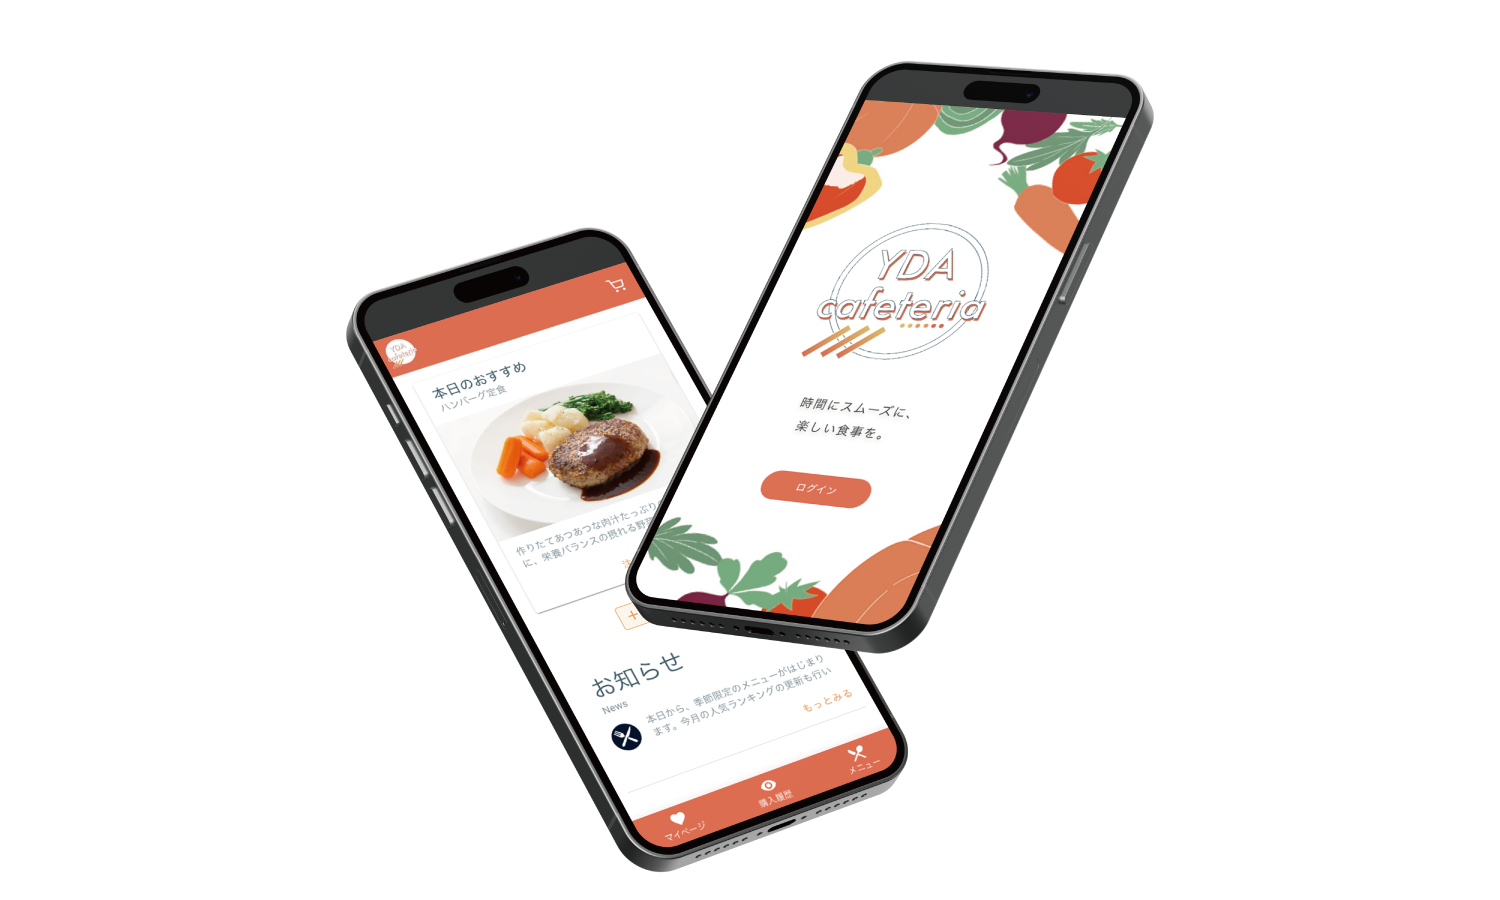 YDA
cafeteria
時間にスムーズに、
楽しい食事を。
ログイン
YDA
cafeteria
本日のおすすめ
ハンバーグ定食
作りたてあつあつな肉汁たっぷり
に、栄養バランスの摂れる野菜
お知らせ
News
本日から、季節限定のメニューがはじまり
ます。今月の人気ランキングの更新も行い
もっとみる
マイページ
購入履歴
メニュー